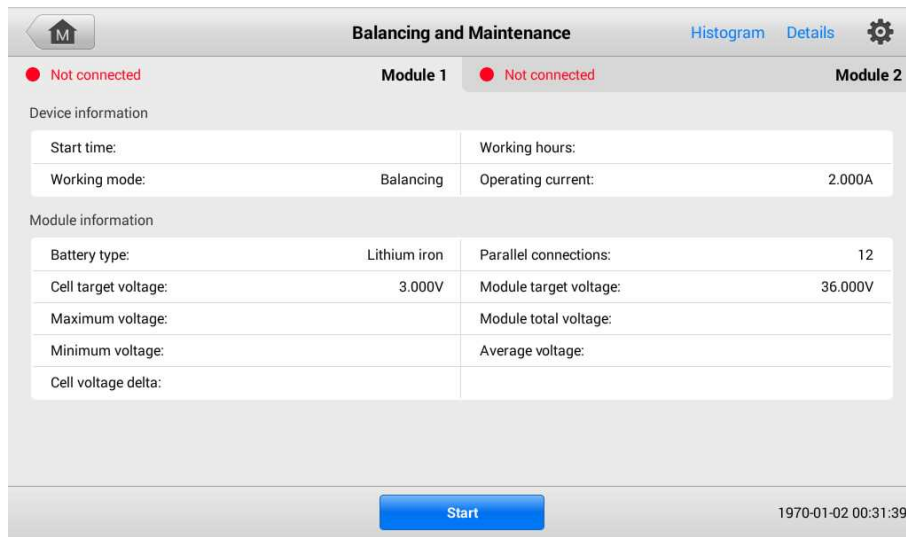 M Balancing and Maintenance Histogram Details
Not connected Module 1 Not connected Module 2
Device information
Start time: Working hours:
Working mode: Balancing Operating current: 2.000A
Module information
Battery type: Lithium iron Parallel connections: 12
Cell target voltage: 3.000V Module target voltage: 36.000V
Maximum voltage: Module total voltage:
Minimum voltage: Average voltage:
Cell voltage delta:
Start 1970-01-02 00:31:39